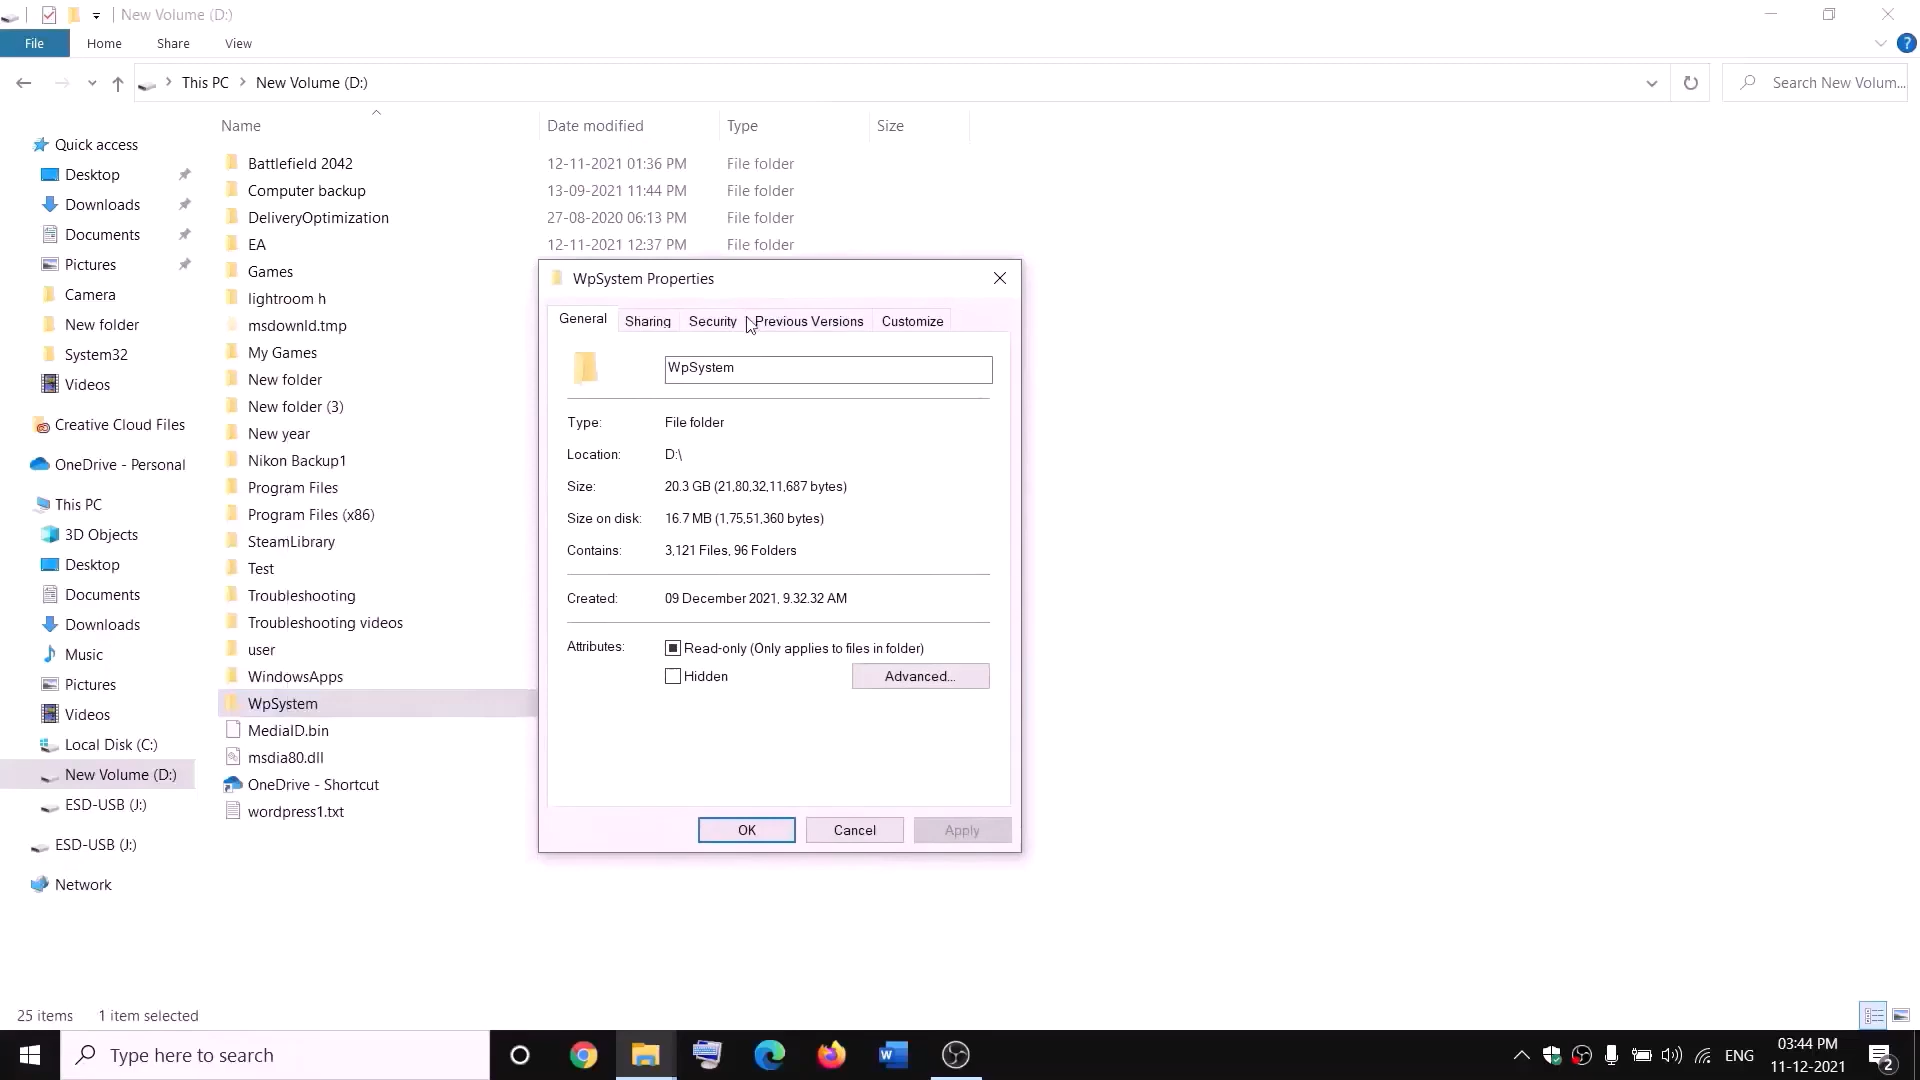 New Volume (D:)
File
Home
Share
View
?
This PC
New Volume (D:)
Search New Volum...
Name
Date modified
Type
Size
Quick access
Desktop
Downloads
Documents
Pictures
Camera
New folder
System32
Videos
Creative Cloud Files
OneDrive - Personal
This PC
3D Objects
Desktop
Documents
Downloads
Music
Pictures
Videos
Local Disk (C:)
New Volume (D:)
ESD-USB (J:)
ESD-USB (J:)
Network
Battlefield 2042 12-11-2021 01:36 PM File folder
Computer backup 13-09-2021 11:44 PM File folder
DeliveryOptimization 27-08-2020 06:13 PM File folder
EA 12-11-2021 12:37 PM File folder
Games
lightroom h
msdownld.tmp
My Games
New folder
New folder (3)
New year
Nikon Backup1
Program Files
Program Files (x86)
SteamLibrary
Test
Troubleshooting
Troubleshooting videos
user
WindowsApps
WpSystem
MediaID.bin
msdia80.dll
OneDrive - Shortcut
wordpress1.txt
WpSystem Properties
General Sharing Security Previous Versions Customize
WpSystem
Type: File folder
Location: D:\
Size: 20.3 GB (21,80,32,11,687 bytes)
Size on disk: 16.7 MB (1,75,51,360 bytes)
Contains: 3,121 Files, 96 Folders
Created: 09 December 2021, 9.32.32 AM
Attributes: Read-only (Only applies to files in folder)
Hidden Advanced...
OK Cancel Apply
25 items 1 item selected
Type here to search
W
ENG
03:44 PM
11-12-2021
2